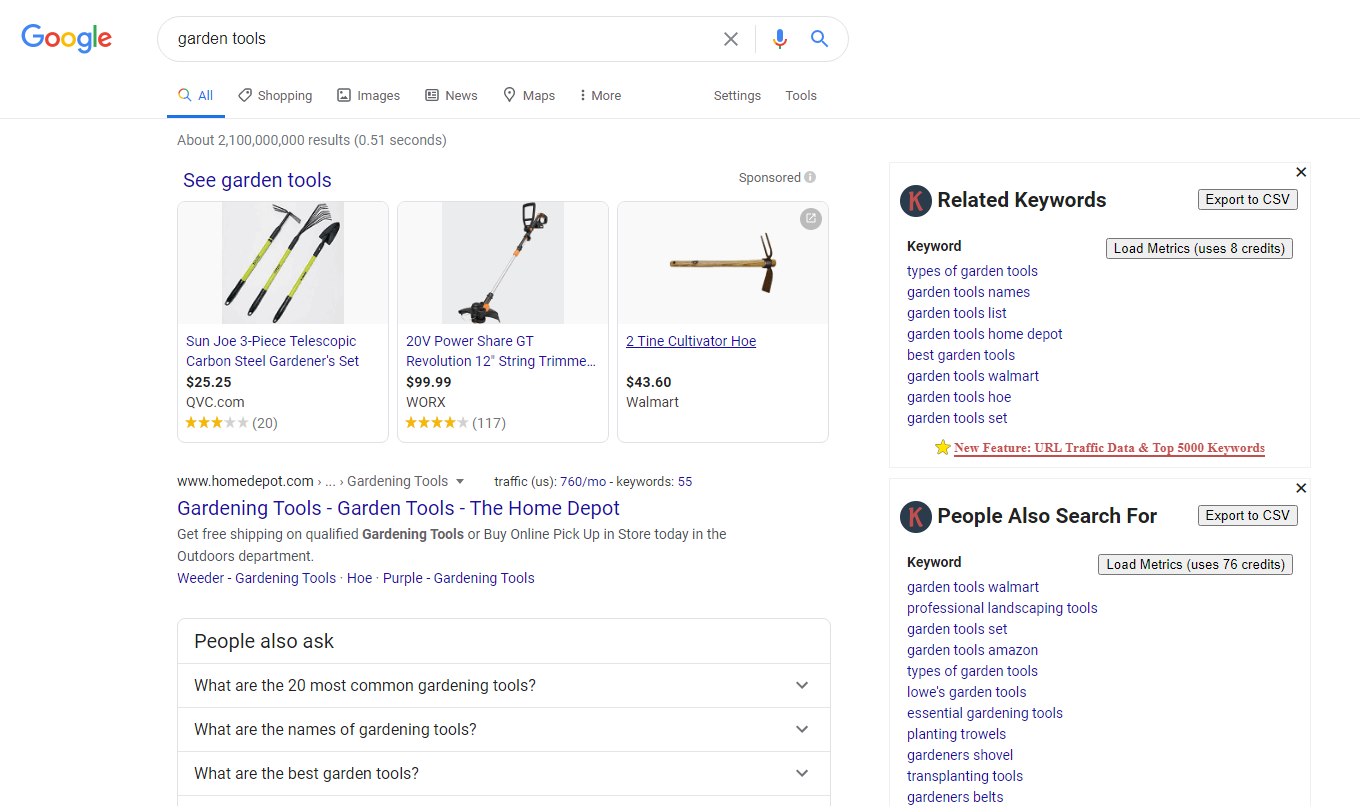 Google
garden tools
All Shopping Images News Maps More Settings Tools
About 2,100,000,000 results (0.51 seconds)
See garden tools
Sponsored
Sun Joe 3-Piece Telescopic
Carbon Steel Gardener's Set
$25.25
QVC.com
(20)
20V Power Share GT
Revolution 12" String Trimme...
$99.99
WORX
(117)
2 Tine Cultivator Hoe
$43.60
Walmart
www.homedepot.com › ... › Gardening Tools
traffic (us): 760/mo - keywords: 55
Gardening Tools - Garden Tools - The Home Depot
Get free shipping on qualified Gardening Tools or Buy Online Pick Up in Store today in the
Outdoors department.
Weeder - Gardening Tools · Hoe · Purple - Gardening Tools
People also ask
What are the 20 most common gardening tools?
What are the names of gardening tools?
What are the best garden tools?
K Related Keywords
Export to CSV
Keyword
Load Metrics (uses 8 credits)
types of garden tools
garden tools names
garden tools list
garden tools home depot
best garden tools
garden tools walmart
garden tools hoe
garden tools set
New Feature: URL Traffic Data & Top 5000 Keywords
K People Also Search For
Export to CSV
Keyword
Load Metrics (uses 76 credits)
garden tools walmart
professional landscaping tools
garden tools set
garden tools amazon
types of garden tools
lowe's garden tools
essential gardening tools
planting trowels
gardeners shovel
transplanting tools
gardeners belts